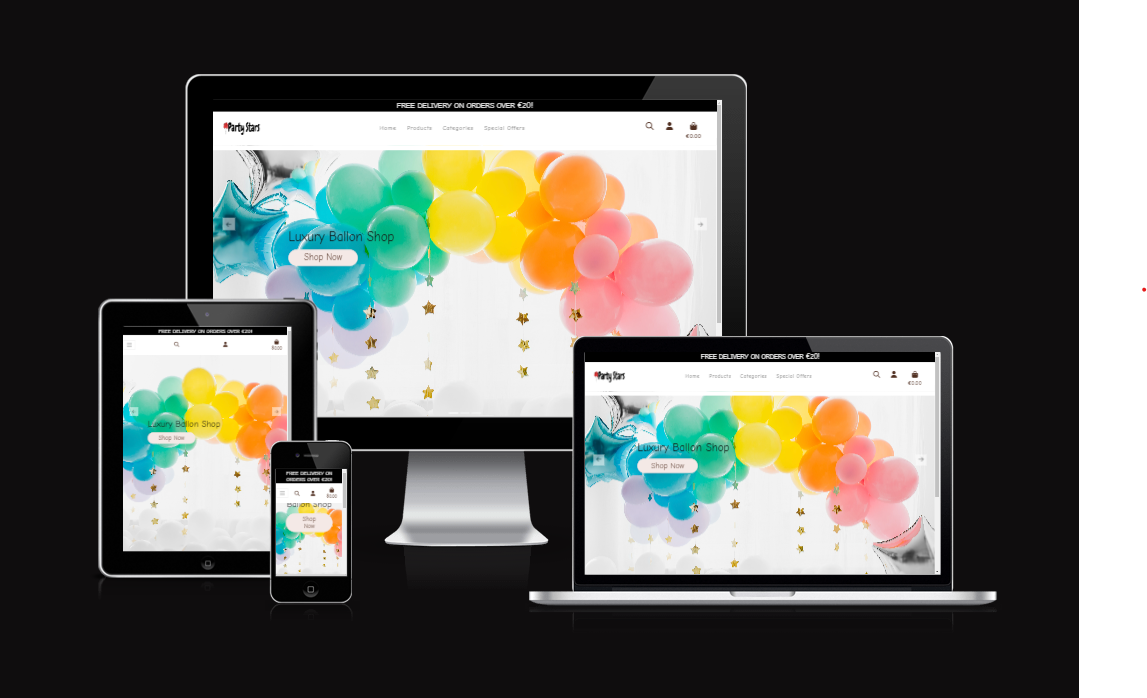 FREE DELIVERY ON ORDERS OVER €20!
Party Stars
Home Products Categories Special Offers
€0.00
Luxury Ballon Shop
Shop Now
FREE DELIVERY ON ORDERS OVER €20!
€0.00
Luxury Ballon Shop
Shop Now
FREE DELIVERY ON
ORDERS OVER €20!
€0.00
Ballon Shop
Shop
Now
FREE DELIVERY ON ORDERS OVER €20!
Party Stars
Home Products Categories Special Offers
€0.00
Luxury Ballon Shop
Shop Now